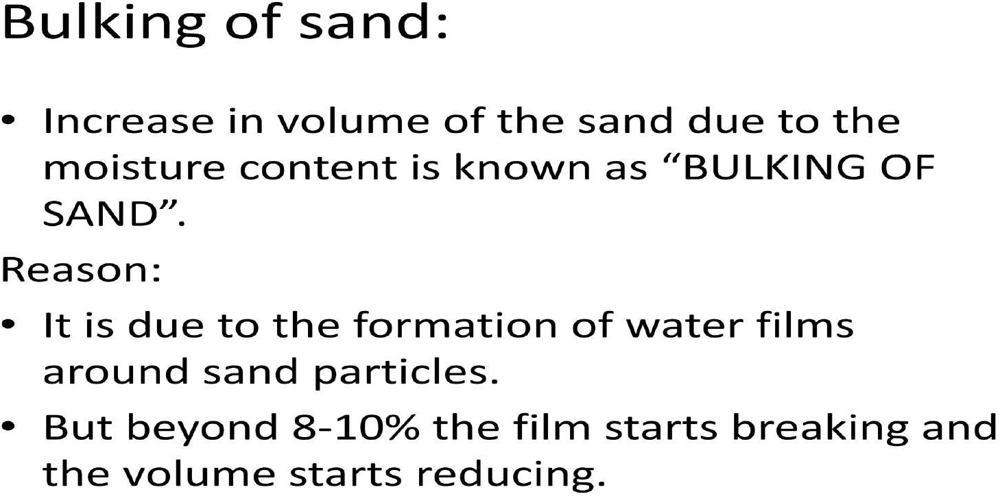 Bulking of sand:
• Increase in volume of the sand due to the
moisture content is known as “BULKING OF
SAND”.
Reason:
• It is due to the formation of water films
around sand particles.
• But beyond 8-10% the film starts breaking and
the volume starts reducing.